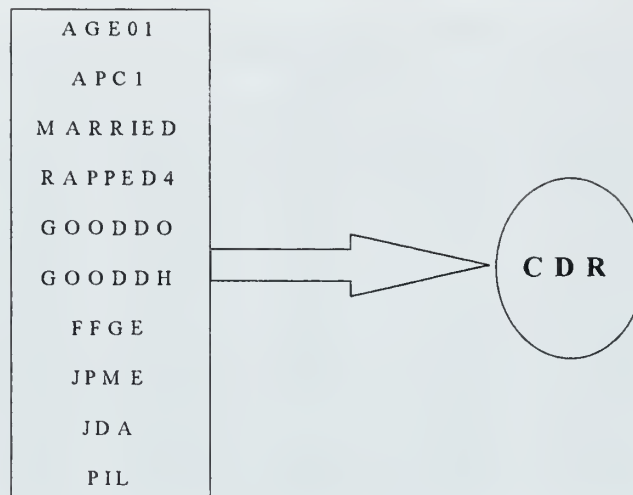 AGE01
APC1
MARRIED
RAPPED4
GOODDO
GOODDH
FFGE
JPME
JDA
PIL
CDR